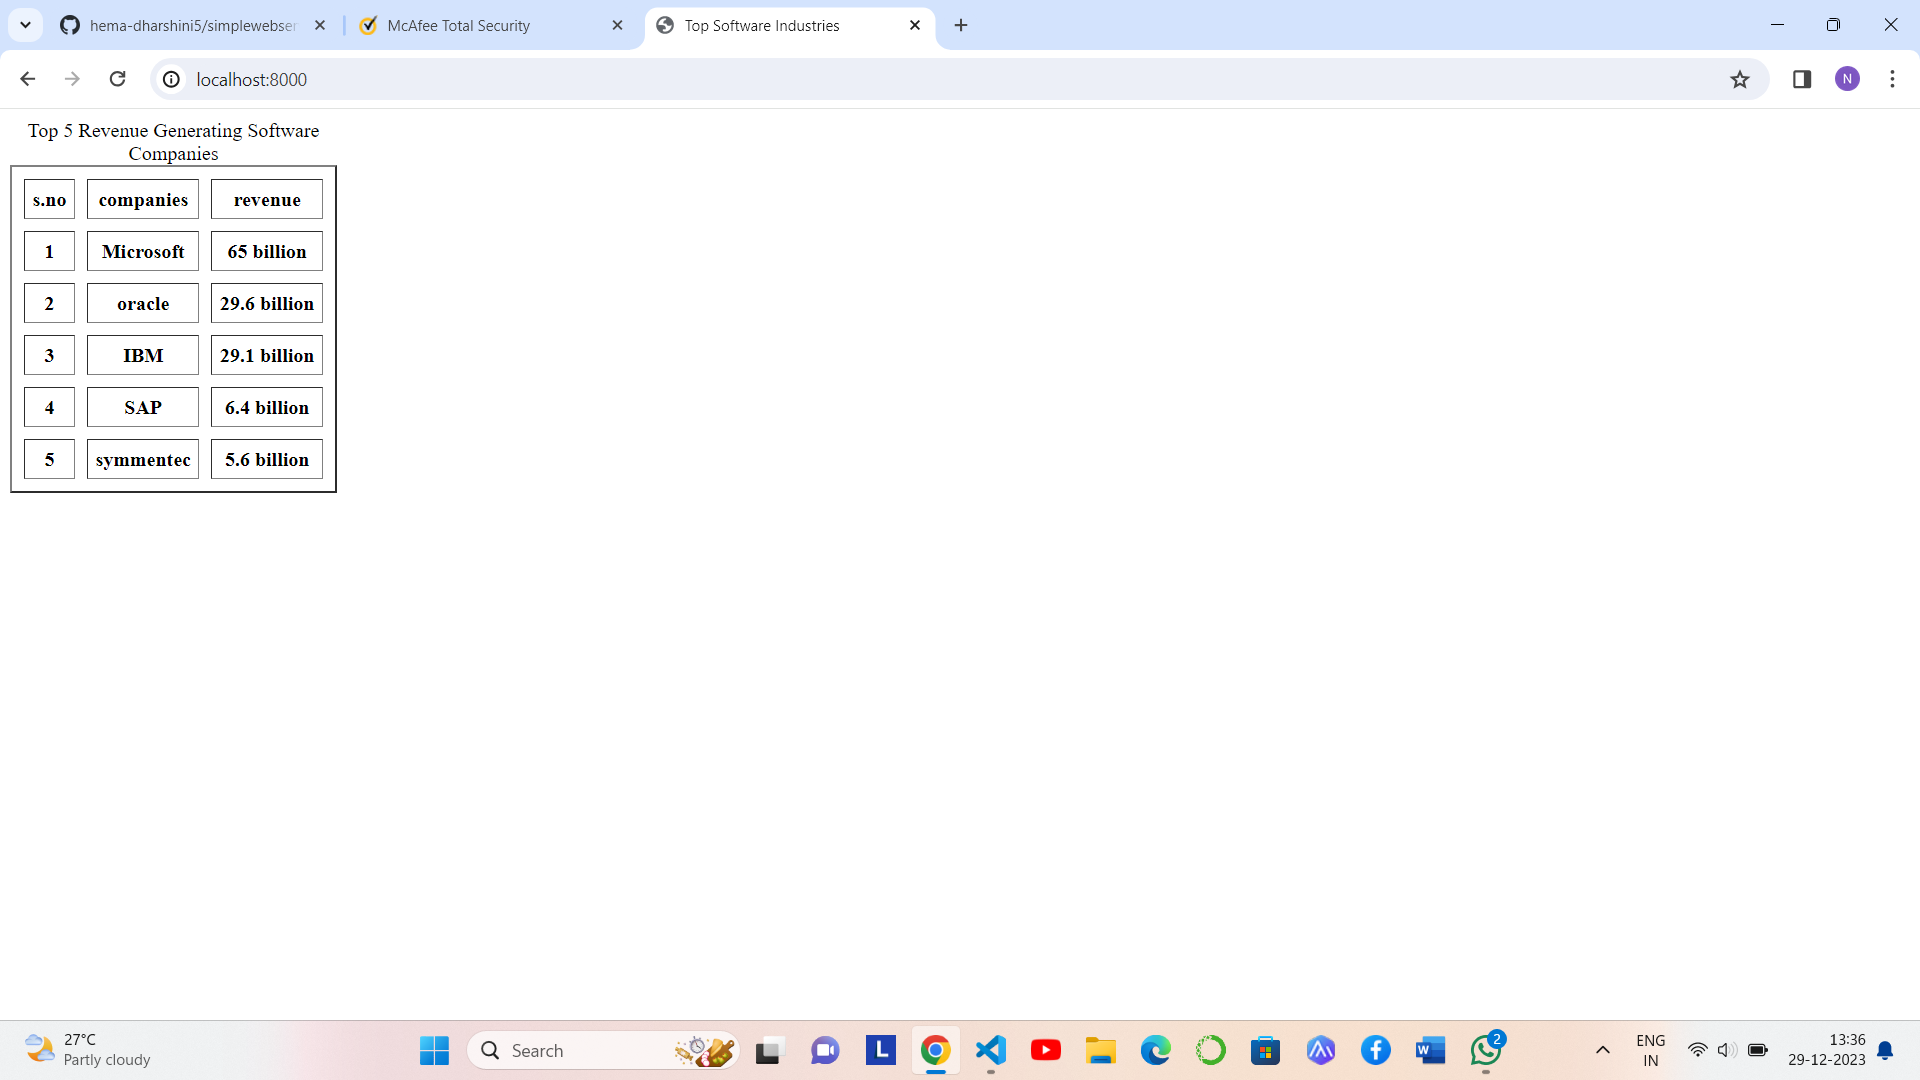 hema-dharshini5/simplewebser
McAfee Total Security
Top Software Industries
localhost:8000
N
Top 5 Revenue Generating Software
Companies
s.no companies revenue
1 Microsoft 65 billion
2 oracle 29.6 billion
3 IBM 29.1 billion
4 SAP 6.4 billion
5 symmentec 5.6 billion
27°C
Partly cloudy
Search
L
W
2
ENG
IN
13:36
29-12-2023